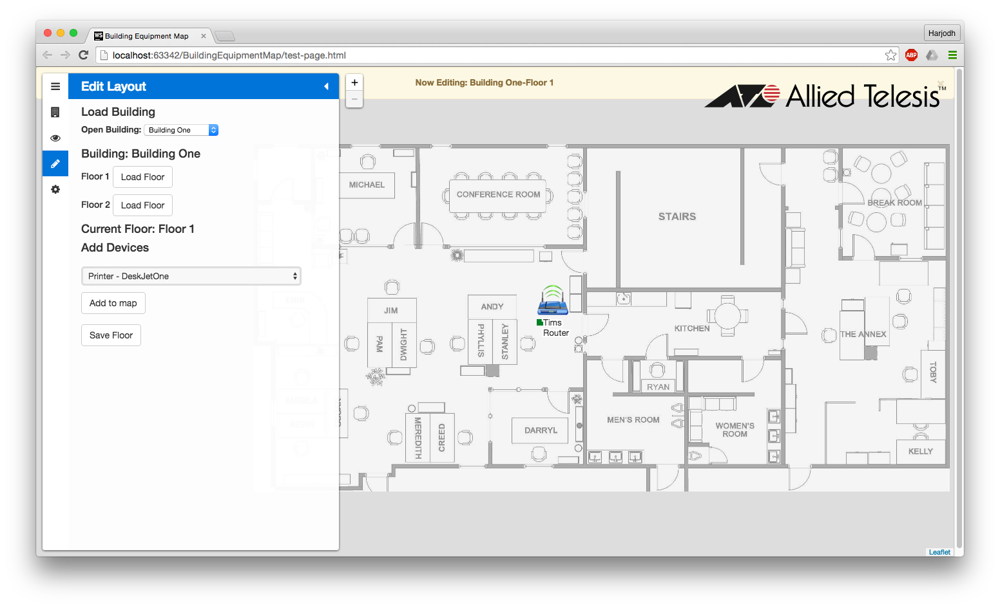 WS Building Equipment Map
Harjodh
localhost:63342/BuildingEquipmentMap/test-page.html
ABP
Edit Layout
Load Building
Open Building: Building One
Building: Building One
Floor 1 Load Floor
Floor 2 Load Floor
Current Floor: Floor 1
Add Devices
Printer - DeskJetOne
Add to map
Save Floor
+
−
Now Editing: Building One-Floor 1
×
Allied Telesis™
MICHAEL
CONFERENCE ROOM
STAIRS
BREAK ROOM
JIM
PAM
DWIGHT
ANDY
PHYLLIS
STANLEY
Tims
Router
KITCHEN
THE ANNEX
TOBY
RYAN
ANGELA
KEVIN
MEREDITH
CREED
DARRYL
MEN'S ROOM
WOMEN'S
ROOM
KELLY
Leaflet